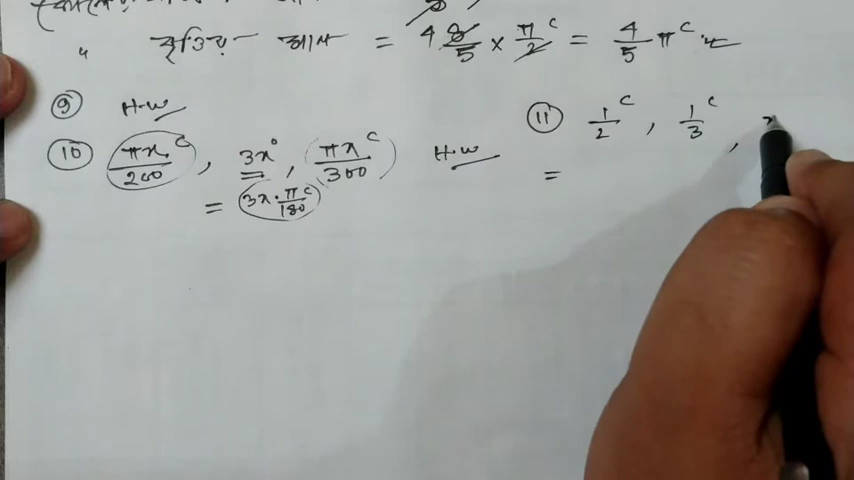 " বৃত্তিয় মান = 4 8/5 × π/2 ᶜ = 4/5 πᶜ
⑨ H.W
⑩ πx/200 ᶜ, 3x°, πx/300 ᶜ H.W
= 3x·π/180 ᶜ
⑪ 1/2 ᶜ, 1/3 ᶜ,
=